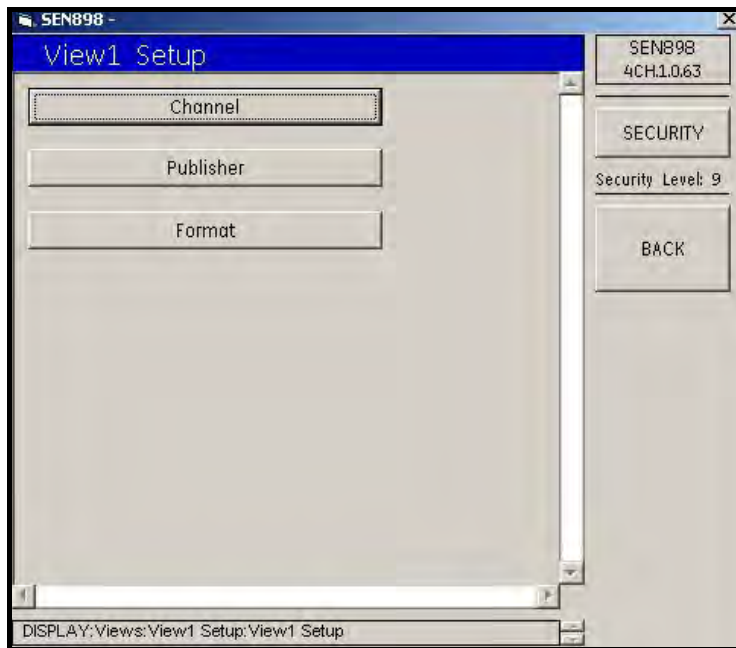 SEN898 -
View1 Setup
Channel
Publisher
Format
SEN898
4CH.1.0.63
SECURITY
Security Level: 9
BACK
DISPLAY:Views:View1 Setup:View1 Setup